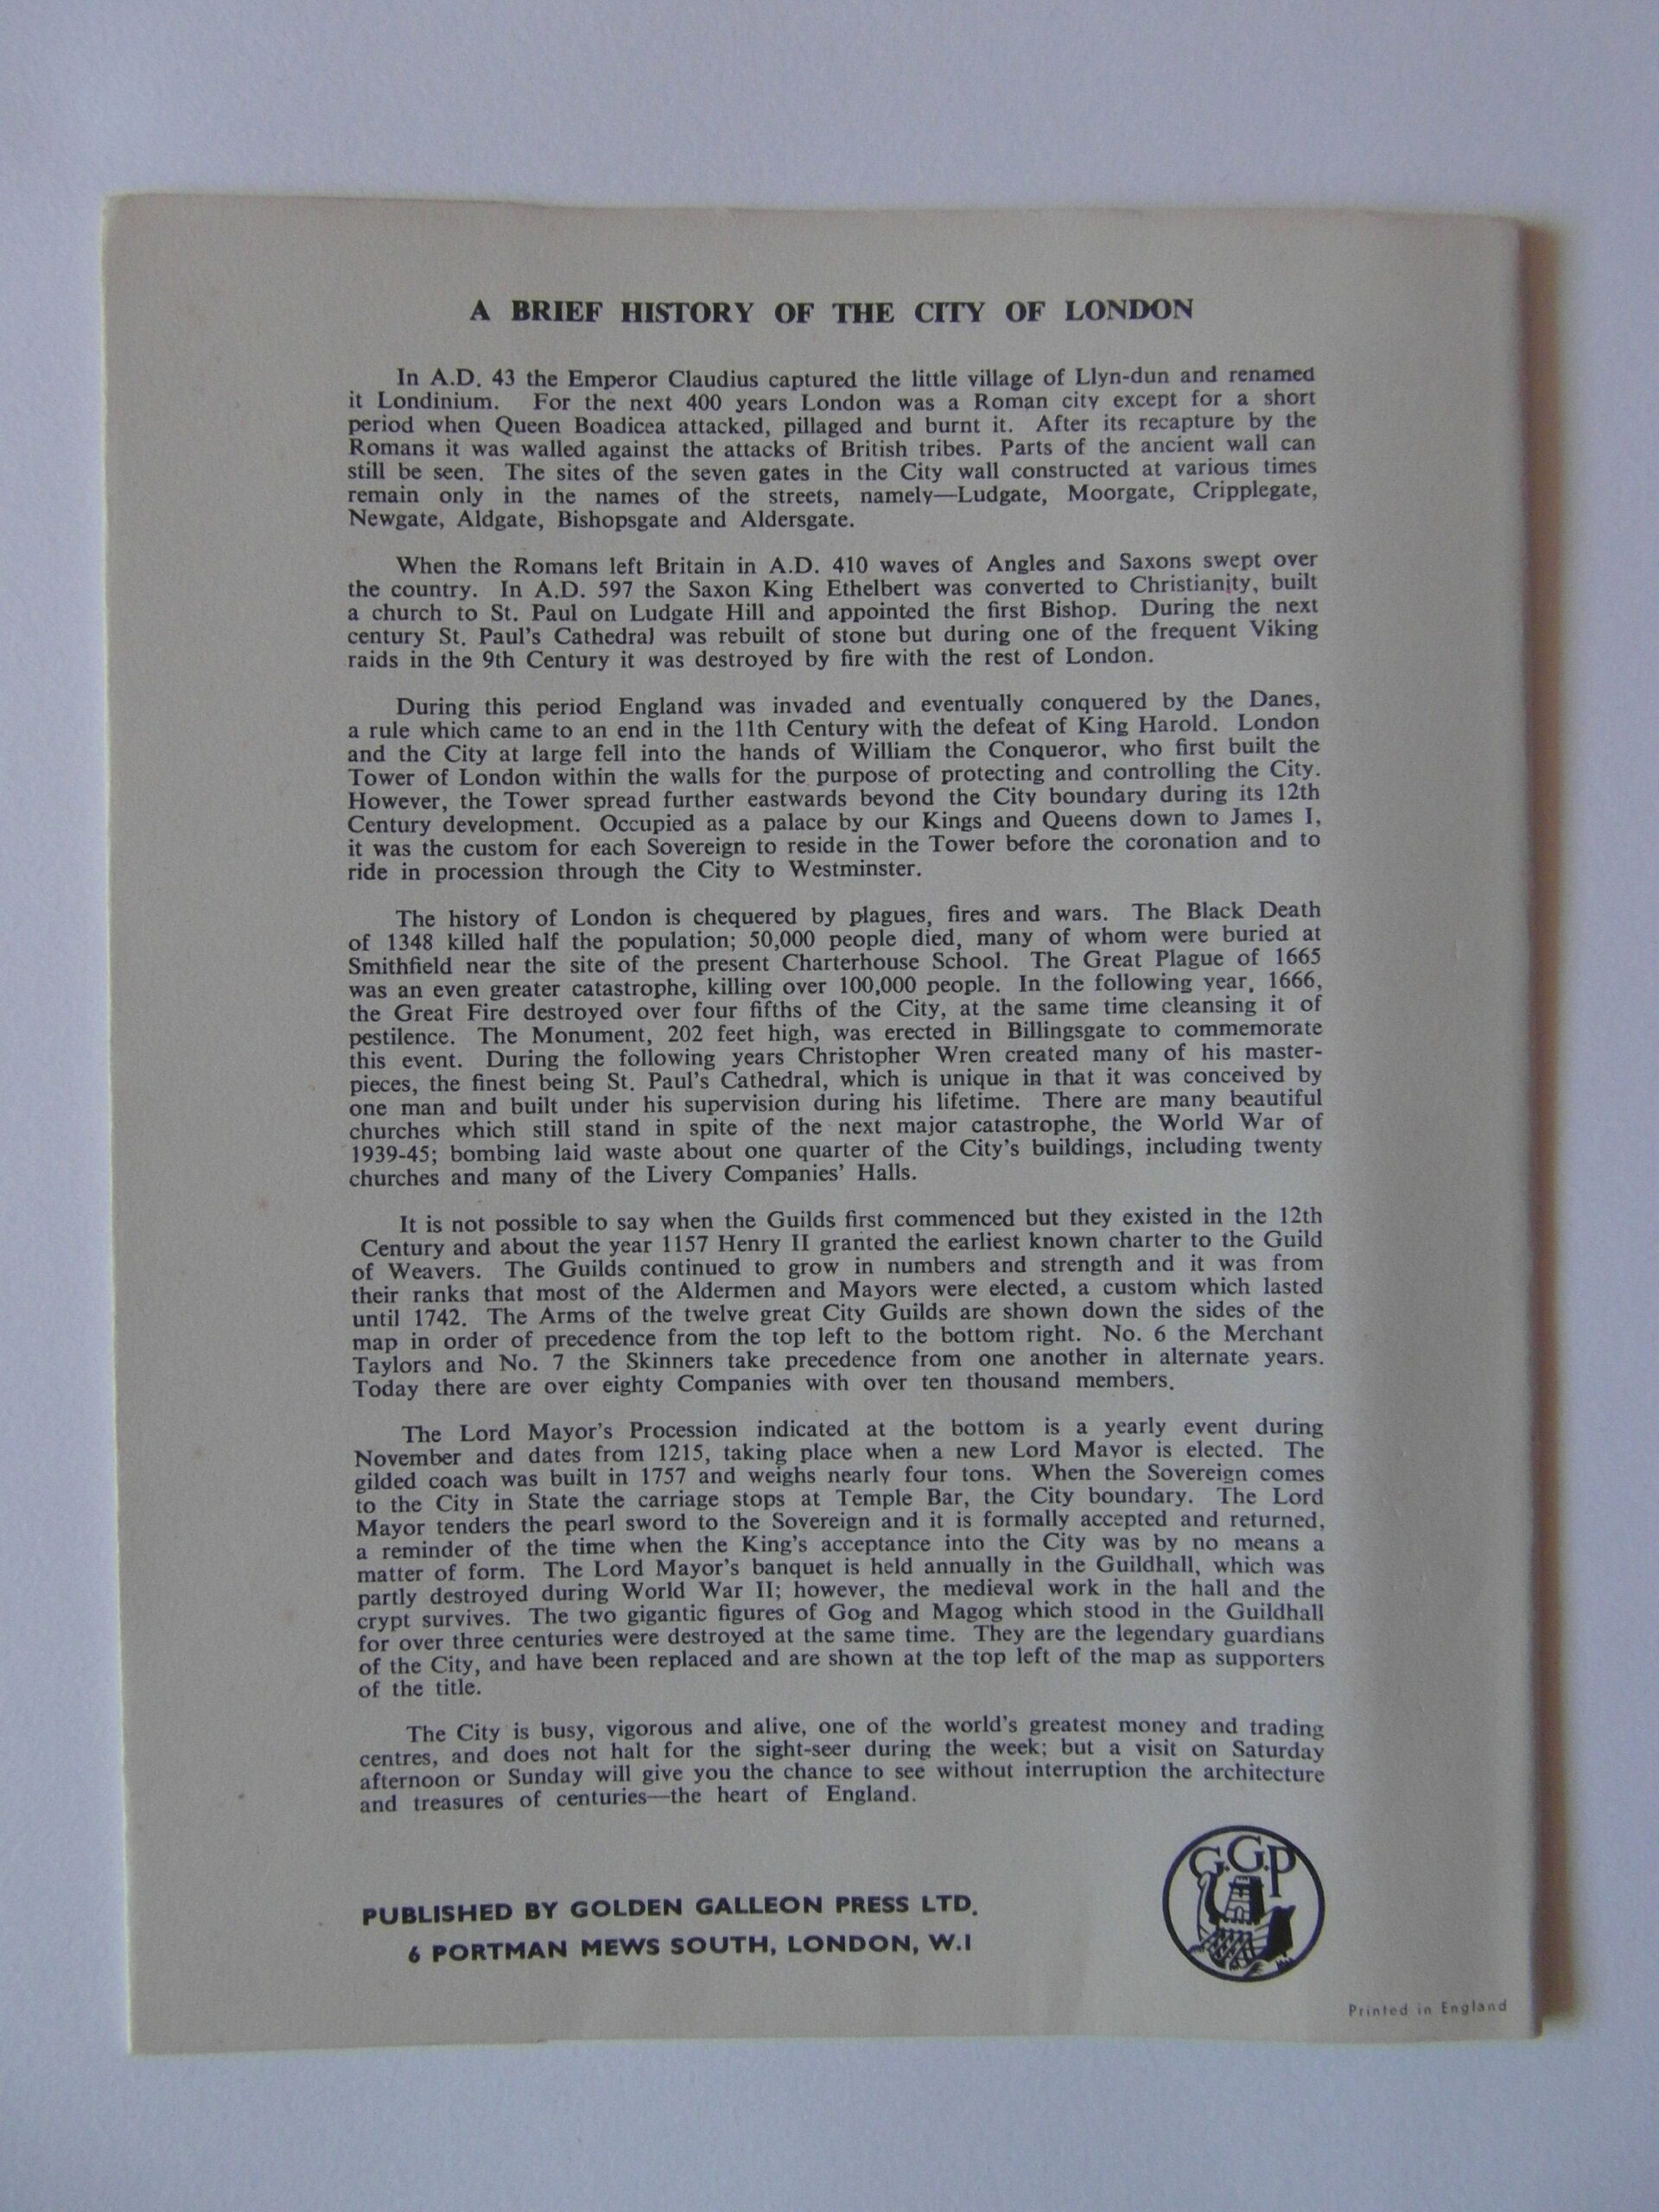 A BRIEF HISTORY OF THE CITY OF LONDON
In A.D. 43 the Emperor Claudius captured the little village of Llyn-dun and renamed
it Londinium. For the next 400 years London was a Roman city except for a short
period when Queen Boadicea attacked, pillaged and burnt it. After its recapture by the
Romans it was walled against the attacks of British tribes. Parts of the ancient wall can
still be seen. The sites of the seven gates in the City wall constructed at various times
remain only in the names of the streets, namely—Ludgate, Moorgate, Cripplegate,
Newgate, Aldgate, Bishopsgate and Aldersgate.
When the Romans left Britain in A.D. 410 waves of Angles and Saxons swept over
the country. In A.D. 597 the Saxon King Ethelbert was converted to Christianity, built
a church to St. Paul on Ludgate Hill and appointed the first Bishop. During the next
century St. Paul's Cathedral was rebuilt of stone but during one of the frequent Viking
raids in the 9th Century it was destroyed by fire with the rest of London.
During this period England was invaded and eventually conquered by the Danes,
a rule which came to an end in the 11th Century with the defeat of King Harold. London
and the City at large fell into the hands of William the Conqueror, who first built the
Tower of London within the walls for the purpose of protecting and controlling the City.
However, the Tower spread further eastwards beyond the City boundary during its 12th
Century development. Occupied as a palace by our Kings and Queens down to James I,
it was the custom for each Sovereign to reside in the Tower before the coronation and to
ride in procession through the City to Westminster.
The history of London is chequered by plagues, fires and wars. The Black Death
of 1348 killed half the population; 50,000 people died, many of whom were buried at
Smithfield near the site of the present Charterhouse School. The Great Plague of 1665
was an even greater catastrophe, killing over 100,000 people. In the following year, 1666,
the Great Fire destroyed over four fifths of the City, at the same time cleansing it of
pestilence. The Monument, 202 feet high, was erected in Billingsgate to commemorate
this event. During the following years Christopher Wren created many of his master-
pieces, the finest being St. Paul's Cathedral, which is unique in that it was conceived by
one man and built under his supervision during his lifetime. There are many beautiful
churches which still stand in spite of the next major catastrophe, the World War of
1939-45; bombing laid waste about one quarter of the City's buildings, including twenty
churches and many of the Livery Companies' Halls.
It is not possible to say when the Guilds first commenced but they existed in the 12th
Century and about the year 1157 Henry II granted the earliest known charter to the Guild
of Weavers. The Guilds continued to grow in numbers and strength and it was from
their ranks that most of the Aldermen and Mayors were elected, a custom which lasted
until 1742. The Arms of the twelve great City Guilds are shown down the sides of the
map in order of precedence from the top left to the bottom right. No. 6 the Merchant
Taylors and No. 7 the Skinners take precedence from one another in alternate years.
Today there are over eighty Companies with over ten thousand members.
The Lord Mayor's Procession indicated at the bottom is a yearly event during
November and dates from 1215, taking place when a new Lord Mayor is elected. The
gilded coach was built in 1757 and weighs nearly four tons. When the Sovereign comes
to the City in State the carriage stops at Temple Bar, the City boundary. The Lord
Mayor tenders the pearl sword to the Sovereign and it is formally accepted and returned,
a reminder of the time when the King's acceptance into the City was by no means a
matter of form. The Lord Mayor's banquet is held annually in the Guildhall, which was
partly destroyed during World War II; however, the medieval work in the hall and the
crypt survives. The two gigantic figures of Gog and Magog which stood in the Guildhall
for over three centuries were destroyed at the same time. They are the legendary guardians
of the City, and have been replaced and are shown at the top left of the map as supporters
of the title.
The City is busy, vigorous and alive, one of the world's greatest money and trading
centres, and does not halt for the sight-seer during the week; but a visit on Saturday
afternoon or Sunday will give you the chance to see without interruption the architecture
and treasures of centuries—the heart of England.
G.G.P
PUBLISHED BY GOLDEN GALLEON PRESS LTD.
6 PORTMAN MEWS SOUTH, LONDON, W.1
Printed in England